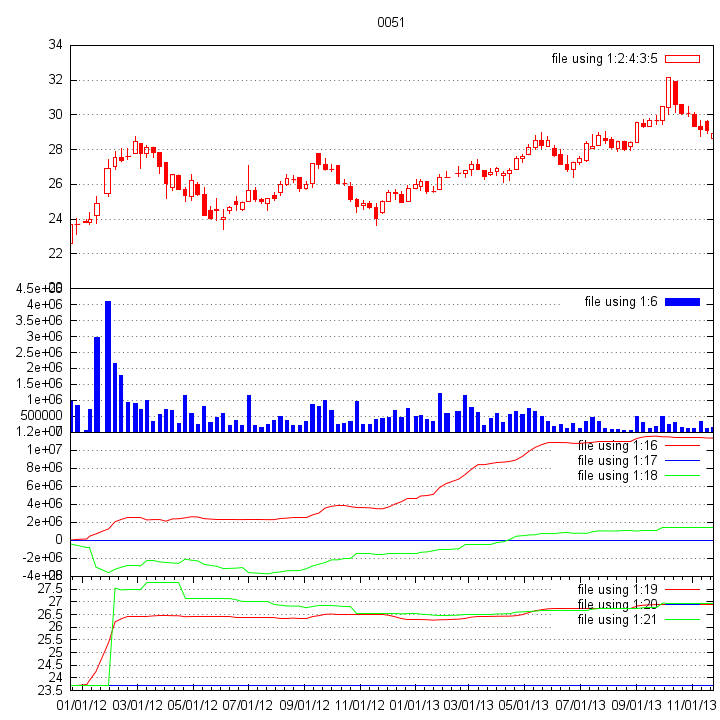 0051
34
file using 1:2:4:3:5
32
30
28
26
24
22
20
4.5e+06
file using 1:6
4e+06
3.5e+06
3e+06
2.5e+06
2e+06
1.5e+06
1e+06
500000
0
1.2e+07
file using 1:16
1e+07
file using 1:17
8e+06
file using 1:18
6e+06
4e+06
2e+06
0
-2e+06
-4e+06
28
27.5
file using 1:19
27
file using 1:20
26.5
file using 1:21
26
25.5
25
24.5
24
23.5
01/01/12 03/01/12 05/01/12 07/01/12 09/01/12 11/01/12 01/01/13 03/01/13 05/01/13 07/01/13 09/01/13 11/01/13